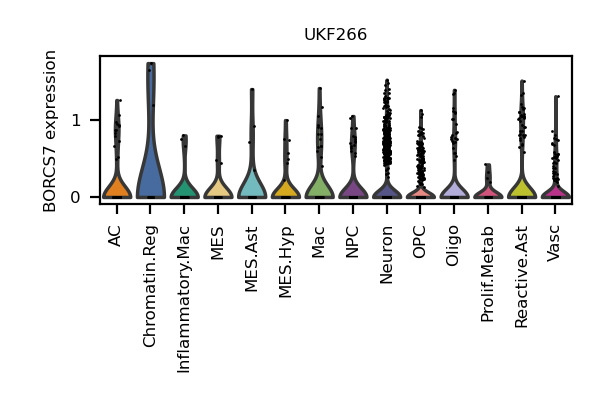 UKF266
BORCS7 expression
1
0
AC
Chromatin.Reg
Inflammatory.Mac
MES
MES.Ast
MES.Hyp
Mac
NPC
Neuron
OPC
Oligo
Prolif.Metab
Reactive.Ast
Vasc